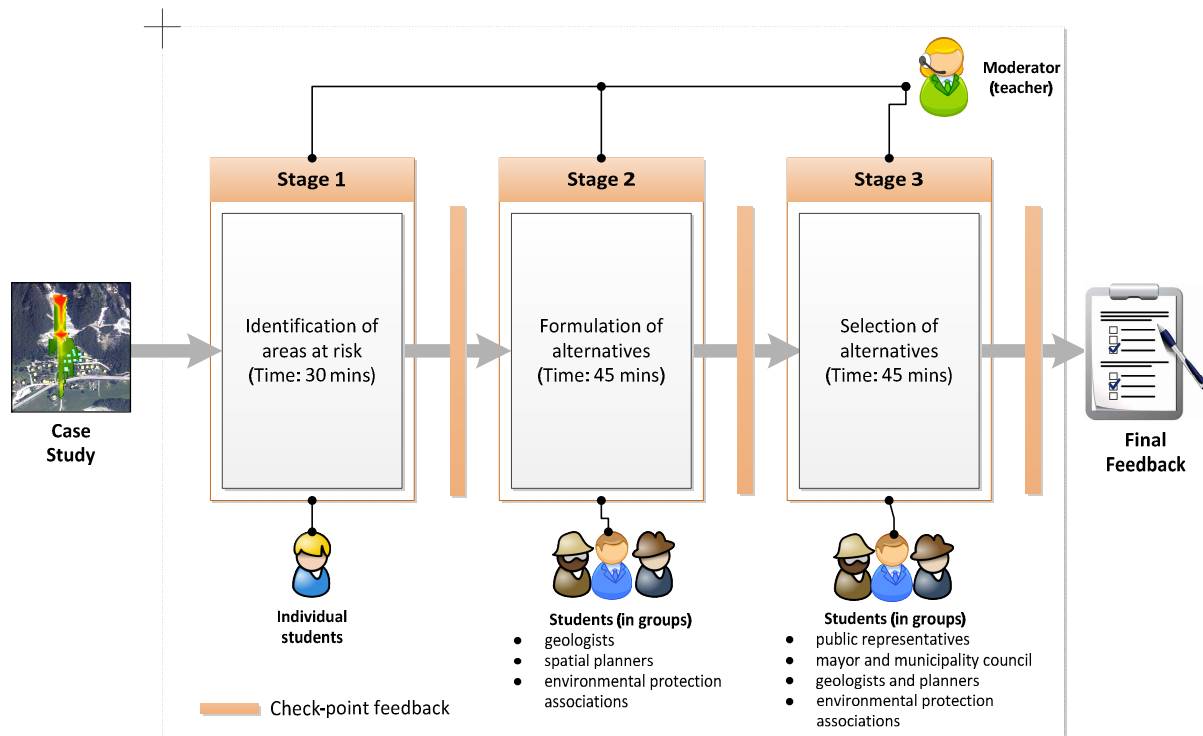 Moderator
(teacher)
Stage 1
Stage 2
Stage 3
Identification of
areas at risk
(Time: 30 mins)
Formulation of
alternatives
(Time: 45 mins)
Selection of
alternatives
(Time: 45 mins)
Case
Study
Final
Feedback
Individual
students
Students (in groups)
• geologists
• spatial planners
• environmental protection
associations
Students (in groups)
• public representatives
• mayor and municipality council
• geologists and planners
• environmental protection
associations
Check-point feedback